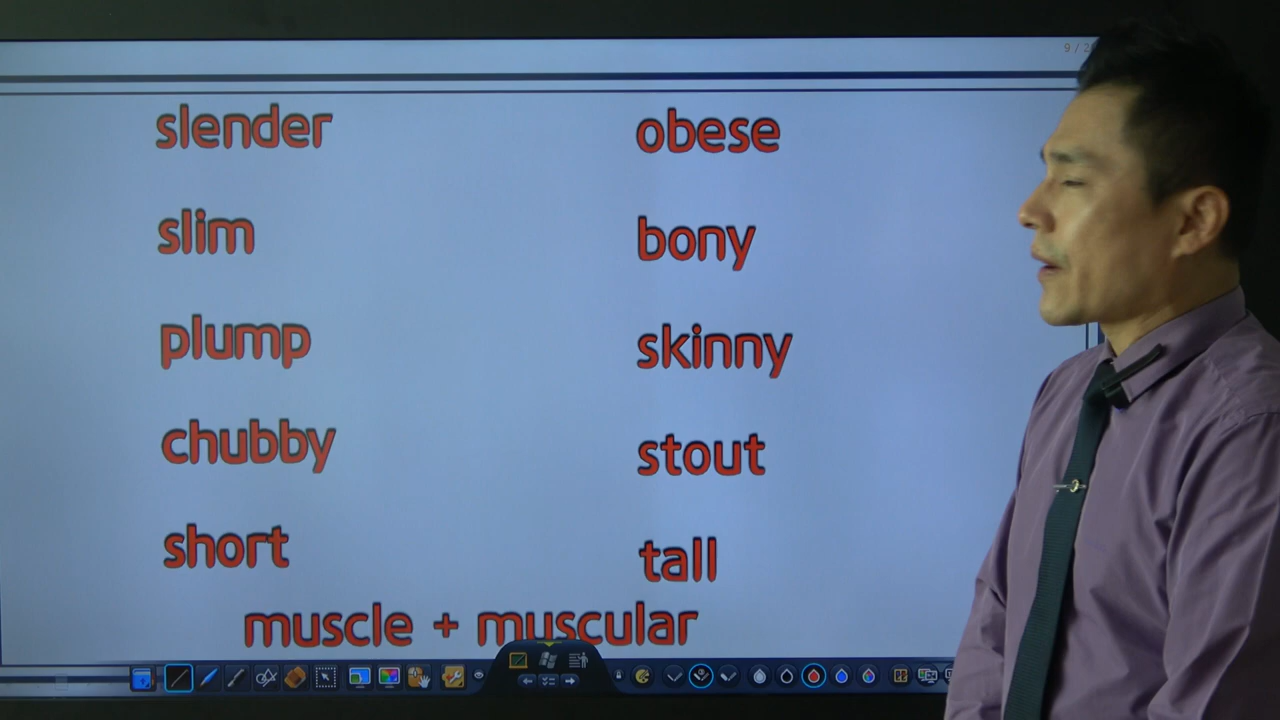 slender obese
slim bony
plump skinny
chubby stout
short tall
muscle + muscular